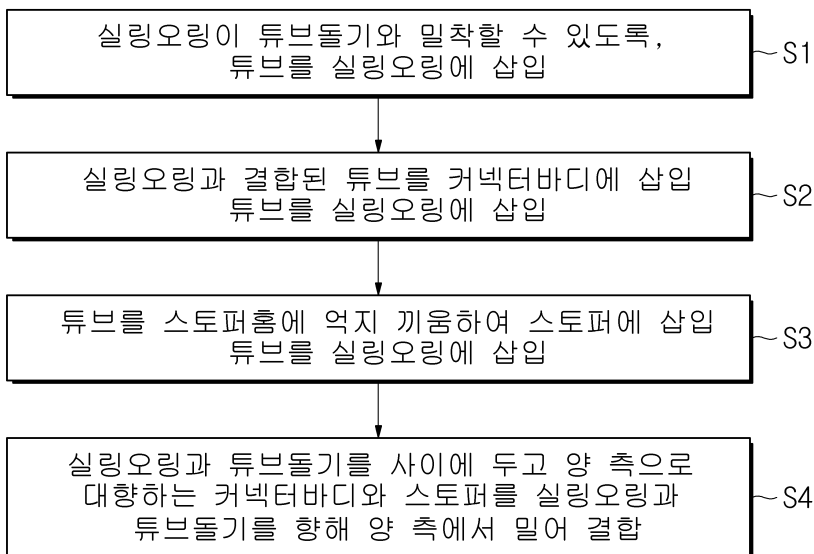 실링오링이 튜브돌기와 밀착할 수 있도록,
튜브를 실링오링에 삽입
S1
실링오링과 결합된 튜브를 커넥터바디에 삽입
튜브를 실링오링에 삽입
S2
튜브를 스토퍼홈에 억지 끼움하여 스토퍼에 삽입
튜브를 실링오링에 삽입
S3
실링오링과 튜브돌기를 사이에 두고 양 측으로
대향하는 커넥터바디와 스토퍼를 실링오링과
튜브돌기를 향해 양 측에서 밀어 결합
S4